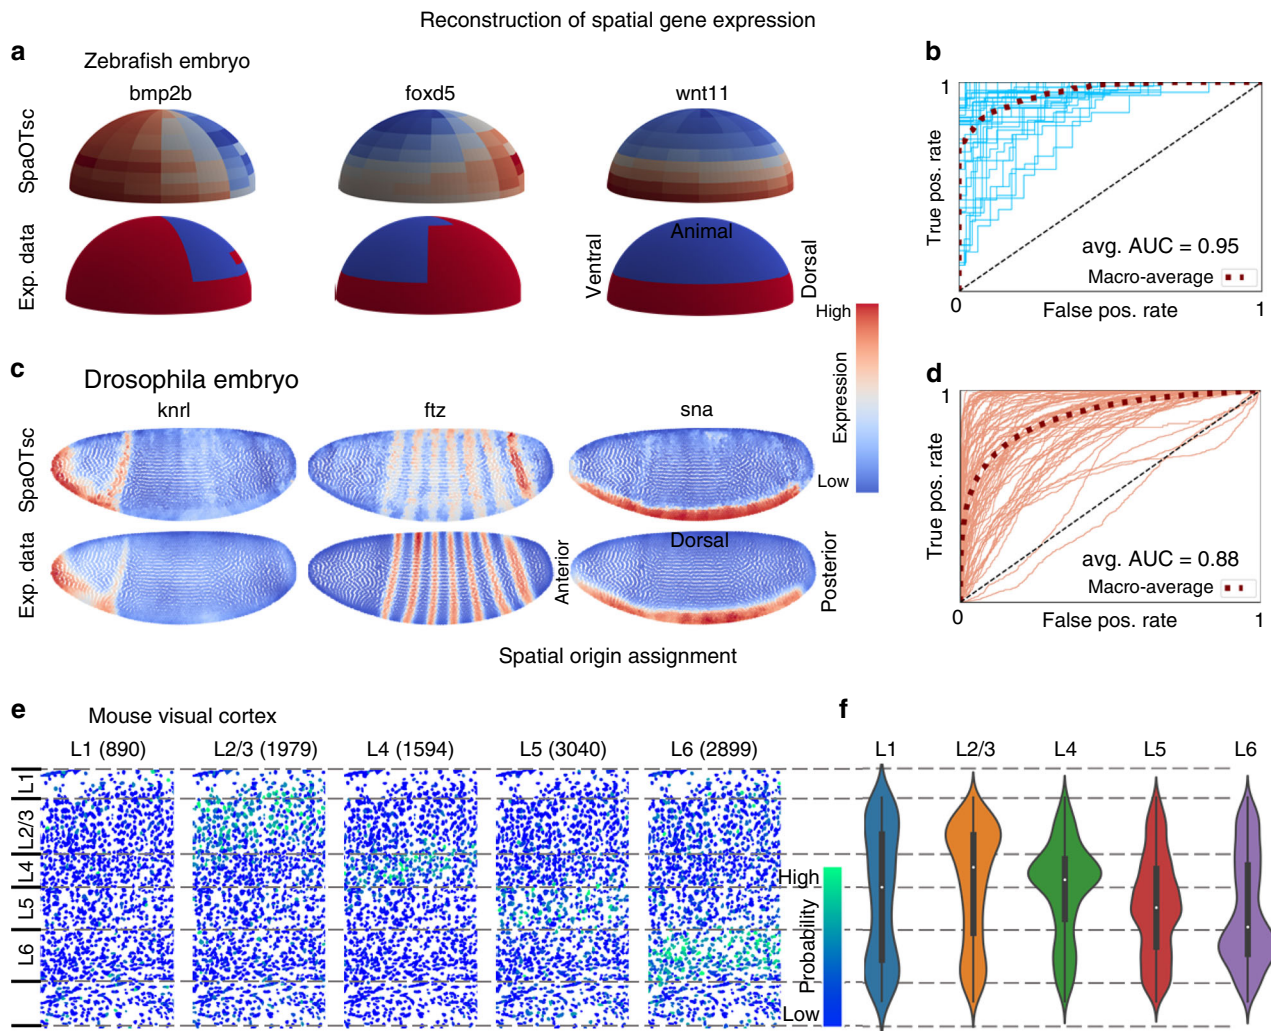 Reconstruction of spatial gene expression
a
Zebrafish embryo
bmp2b
foxd5
wnt11
SpaOTsc
Exp. data
Ventral
Animal
Dorsal
b
1
True pos. rate
avg. AUC = 0.95
Macro-average
0
False pos. rate
1
High
Expression
Low
c
Drosophila embryo
knrl
ftz
sna
SpaOTsc
Exp. data
Anterior
Dorsal
Posterior
d
1
True pos. rate
avg. AUC = 0.88
Macro-average
0
False pos. rate
1
Spatial origin assignment
e
Mouse visual cortex
L1 (890)
L2/3 (1979)
L4 (1594)
L5 (3040)
L6 (2899)
L1
L2/3
L4
L5
L6
High
Probability
Low
f
L1
L2/3
L4
L5
L6